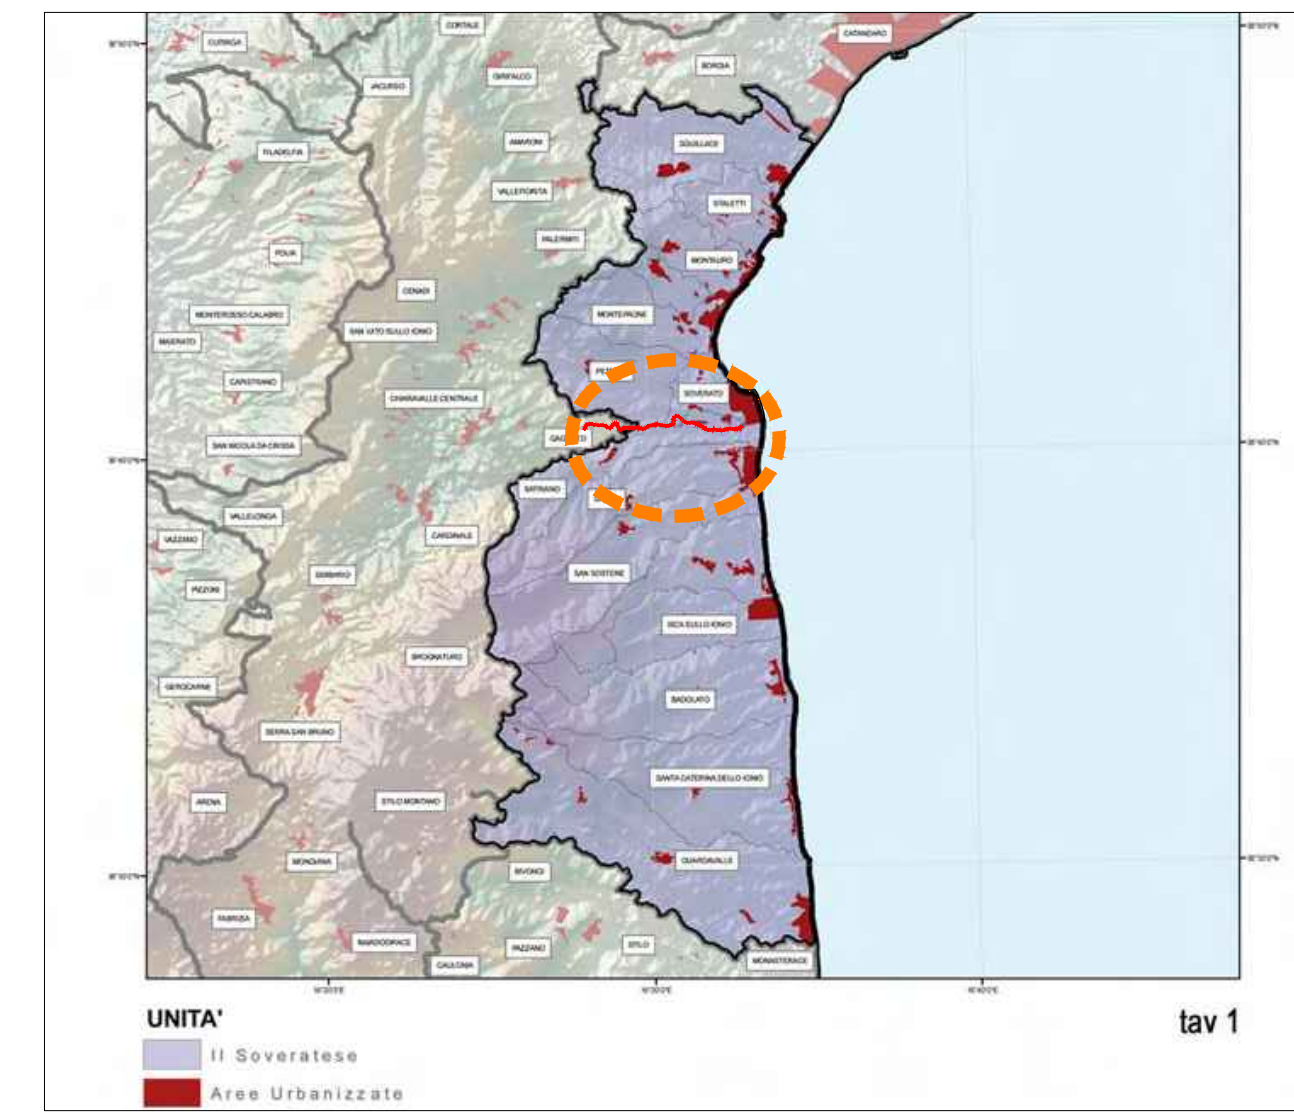 CORTALE
CURINGA
CATANZARO
BORGIA
GIRIFALCO
JACURSO
AMARONI
SQUILLACE
FILADELFIA
VALLEFIORITA
STALETTI
PALERMITI
POLIA
MONTAURO
CENADI
MONTEROSSO CALABRO
MONTEPAONE
SAN VITO SULLO IONIO
MAIERATO
CAPISTRANO
SOVERATO
CHIARAVALLE CENTRALE
SAN NICOLA DA CRISSA
SATRIANO
VALLELONGA
CARDINALE
VAZZANO
SIMBARIO
SAN SOSTENE
PIZZONI
ISCA SULLO IONIO
BROGNATURO
GEROCARNE
BADOLATO
SERRA SAN BRUNO
SANTA CATERINA DELLO IONIO
ARENA
STILO MONTANO
MONGIANA
GUARDAVALLE
BIVONGI
FABRIZIA
NARDODIPACE
PAZZANO
STILO
CAULONIA
MONASTERACE
UNITA'
tav 1
Il Soveratese
Aree Urbanizzate